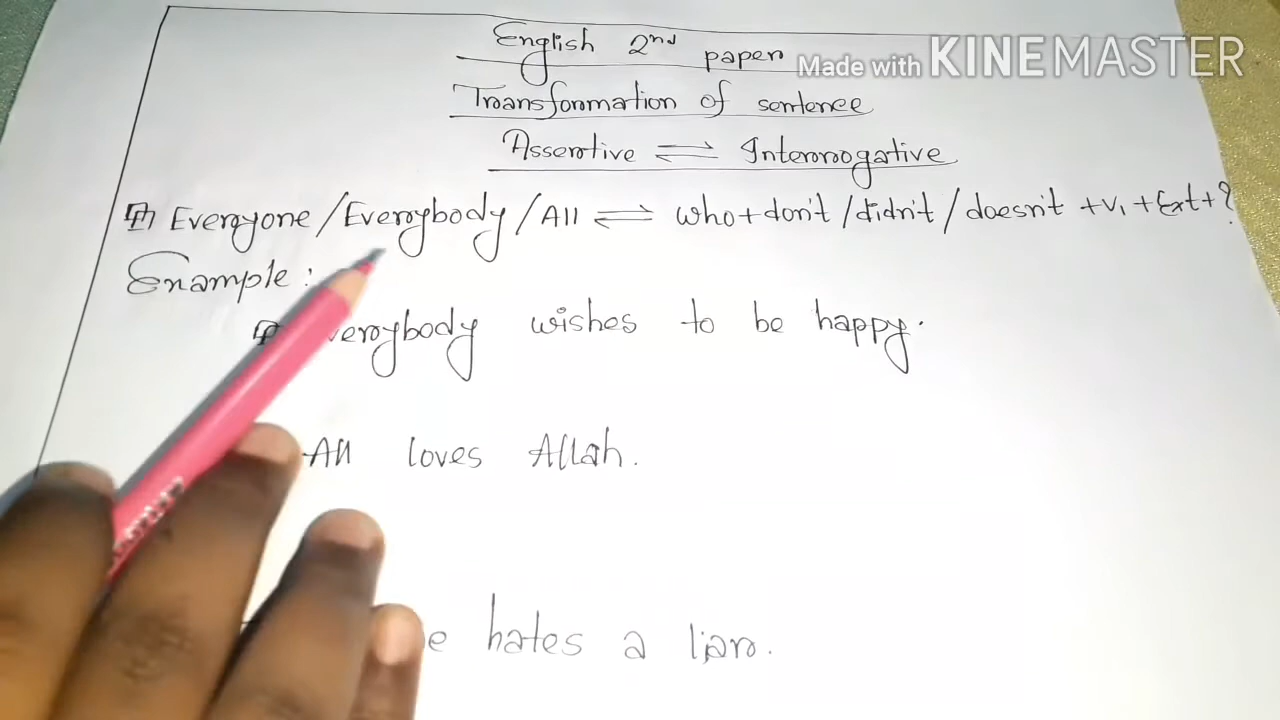 English 2nd paper
Made with KINEMASTER
Transformation of sentence
Assertive ⇌ Interrogative
Everyone / Everybody / All ⇌ who + don't / didn't / doesn't + V1 + Ext + ?
Example:
verybody wishes to be happy.
All loves Allah.
e hates a liar.